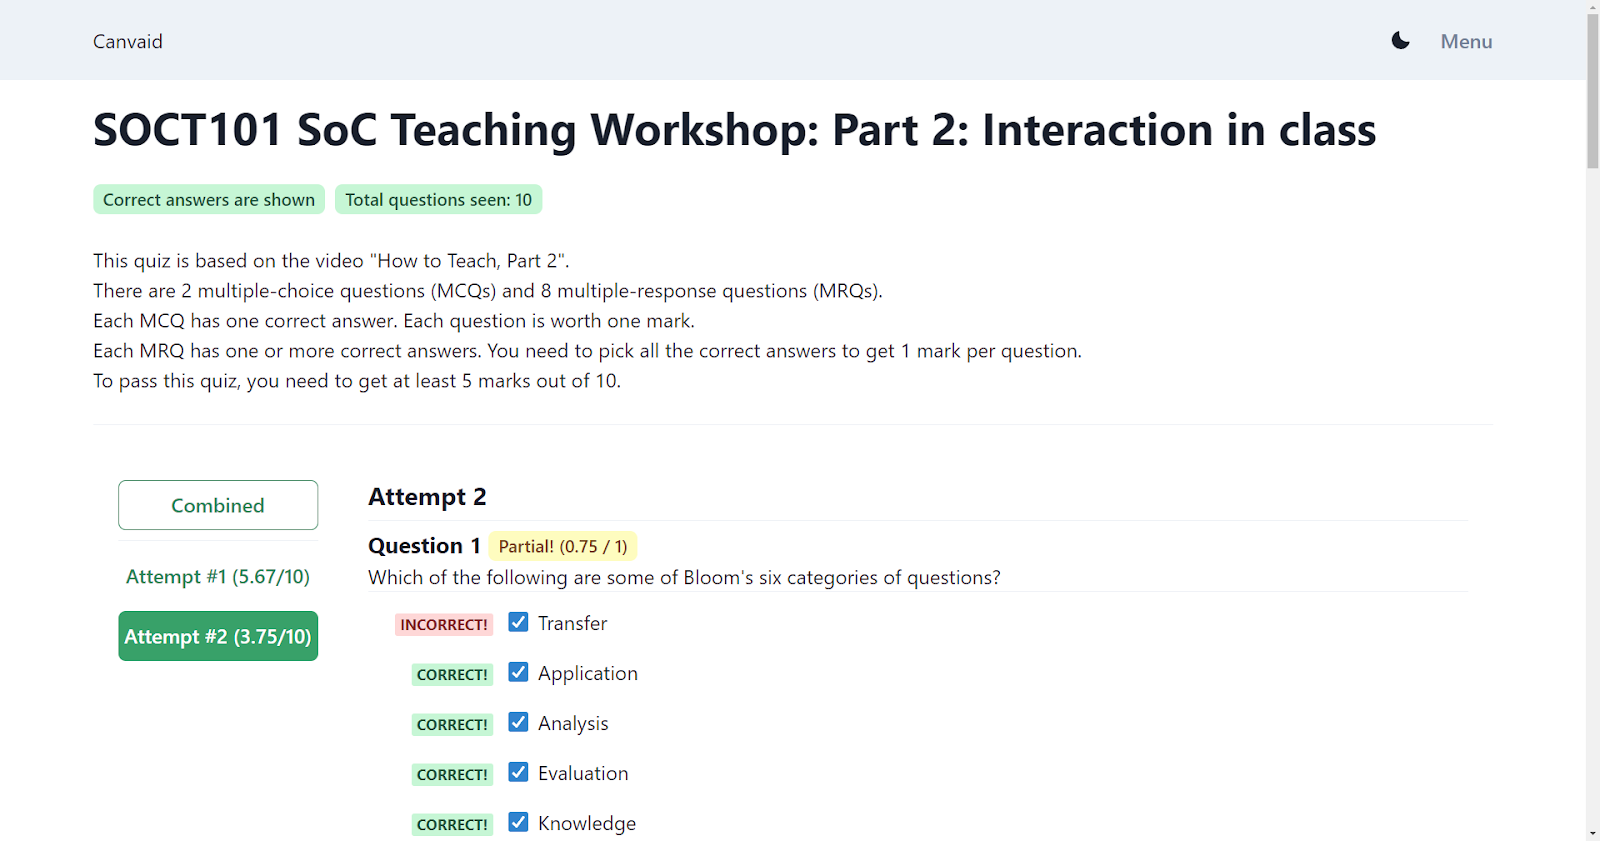 Canvaid
Menu
SOCT101 SoC Teaching Workshop: Part 2: Interaction in class
Correct answers are shown
Total questions seen: 10
This quiz is based on the video "How to Teach, Part 2".
There are 2 multiple-choice questions (MCQs) and 8 multiple-response questions (MRQs).
Each MCQ has one correct answer. Each question is worth one mark.
Each MRQ has one or more correct answers. You need to pick all the correct answers to get 1 mark per question.
To pass this quiz, you need to get at least 5 marks out of 10.
Combined
Attempt #1 (5.67/10)
Attempt #2 (3.75/10)
Attempt 2
Question 1 Partial! (0.75 / 1)
Which of the following are some of Bloom's six categories of questions?
INCORRECT! Transfer
CORRECT! Application
CORRECT! Analysis
CORRECT! Evaluation
CORRECT! Knowledge